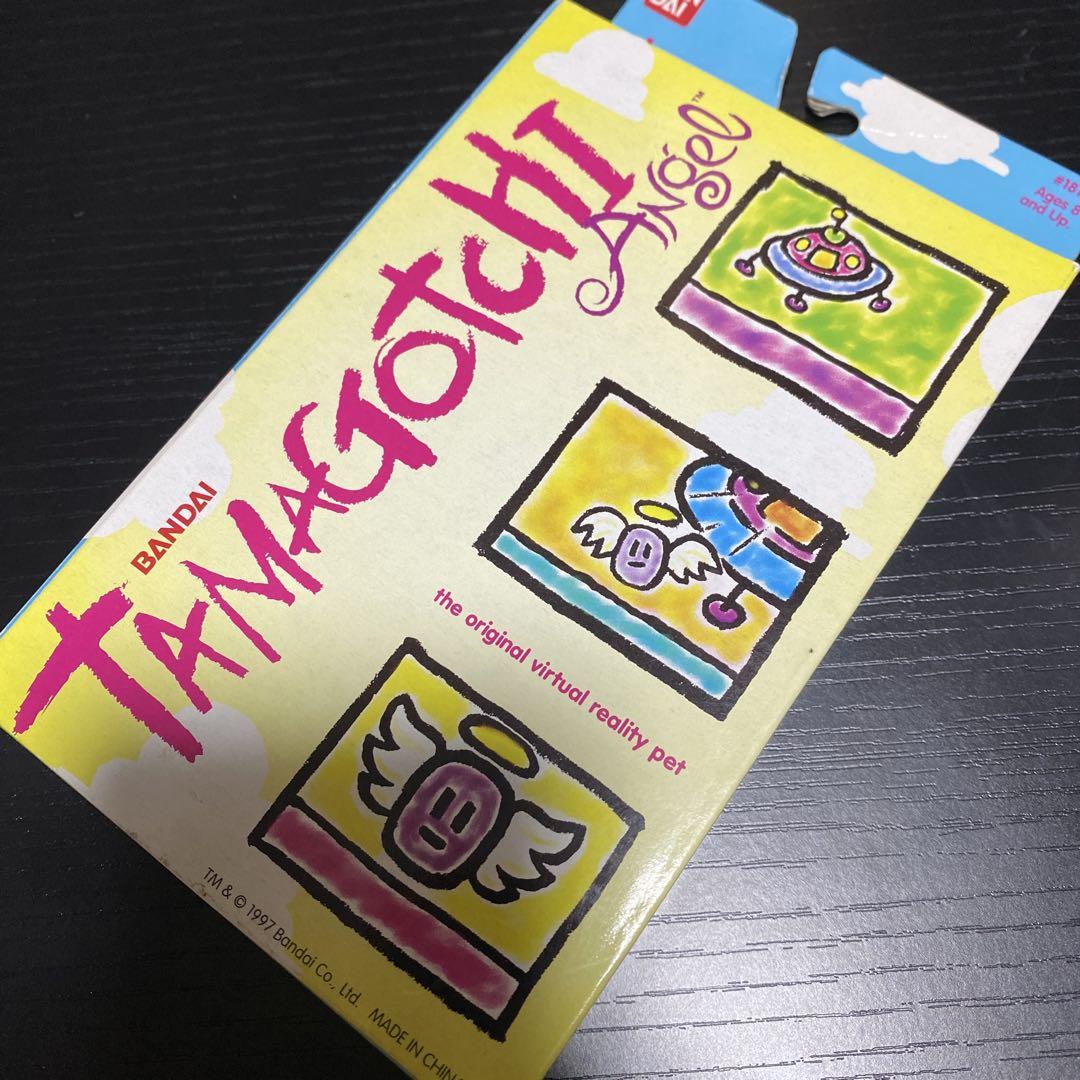 BANDAI
TAMAGOTCHI
Angel™
Ages 8
and Up.
the original virtual reality pet
TM & © 1997 Bandai Co., Ltd. MADE IN CHIN